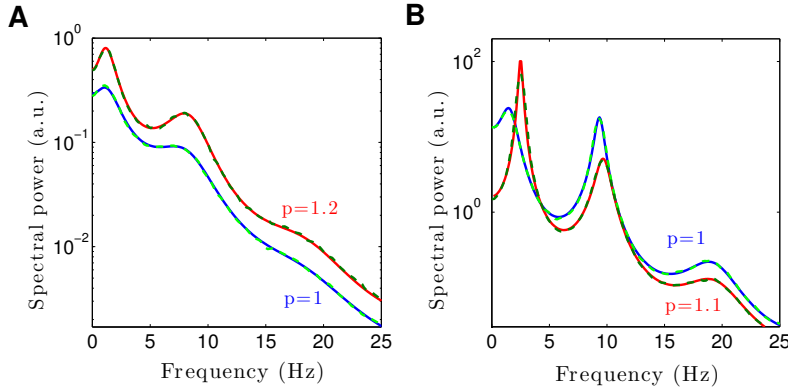 A
Spectral power (a.u.)
10^0
10^-1
10^-2
p=1.2
p=1
0 5 10 15 20 25
Frequency (Hz)
B
Spectral power (a.u.)
10^2
10^0
p=1
p=1.1
0 5 10 15 20 25
Frequency (Hz)